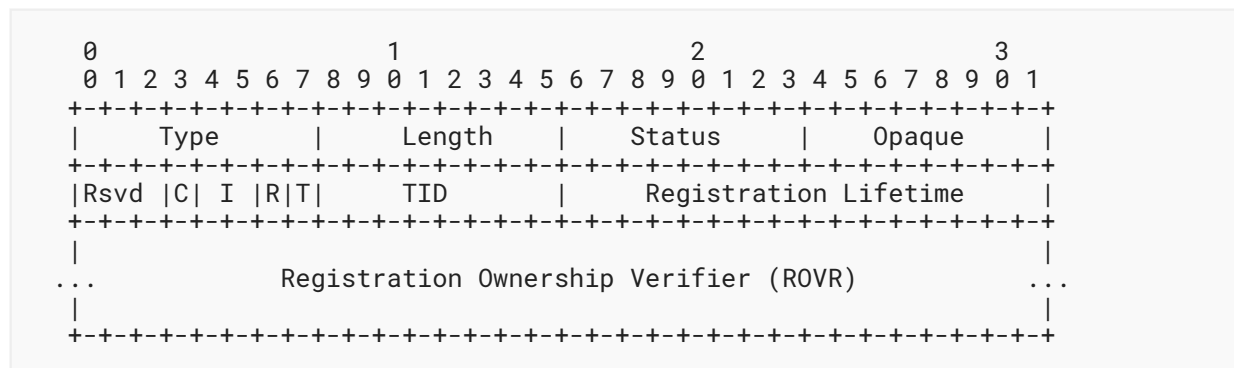 0                   1                   2                   3
 0 1 2 3 4 5 6 7 8 9 0 1 2 3 4 5 6 7 8 9 0 1 2 3 4 5 6 7 8 9 0 1
+-+-+-+-+-+-+-+-+-+-+-+-+-+-+-+-+-+-+-+-+-+-+-+-+-+-+-+-+-+-+-+-+
|     Type      |     Length    |    Status     |    Opaque     |
+-+-+-+-+-+-+-+-+-+-+-+-+-+-+-+-+-+-+-+-+-+-+-+-+-+-+-+-+-+-+-+-+
|Rsvd |C| I |R|T|     TID       |     Registration Lifetime     |
+-+-+-+-+-+-+-+-+-+-+-+-+-+-+-+-+-+-+-+-+-+-+-+-+-+-+-+-+-+-+-+-+
|                                                               |
...            Registration Ownership Verifier (ROVR)           ...
|                                                               |
+-+-+-+-+-+-+-+-+-+-+-+-+-+-+-+-+-+-+-+-+-+-+-+-+-+-+-+-+-+-+-+-+